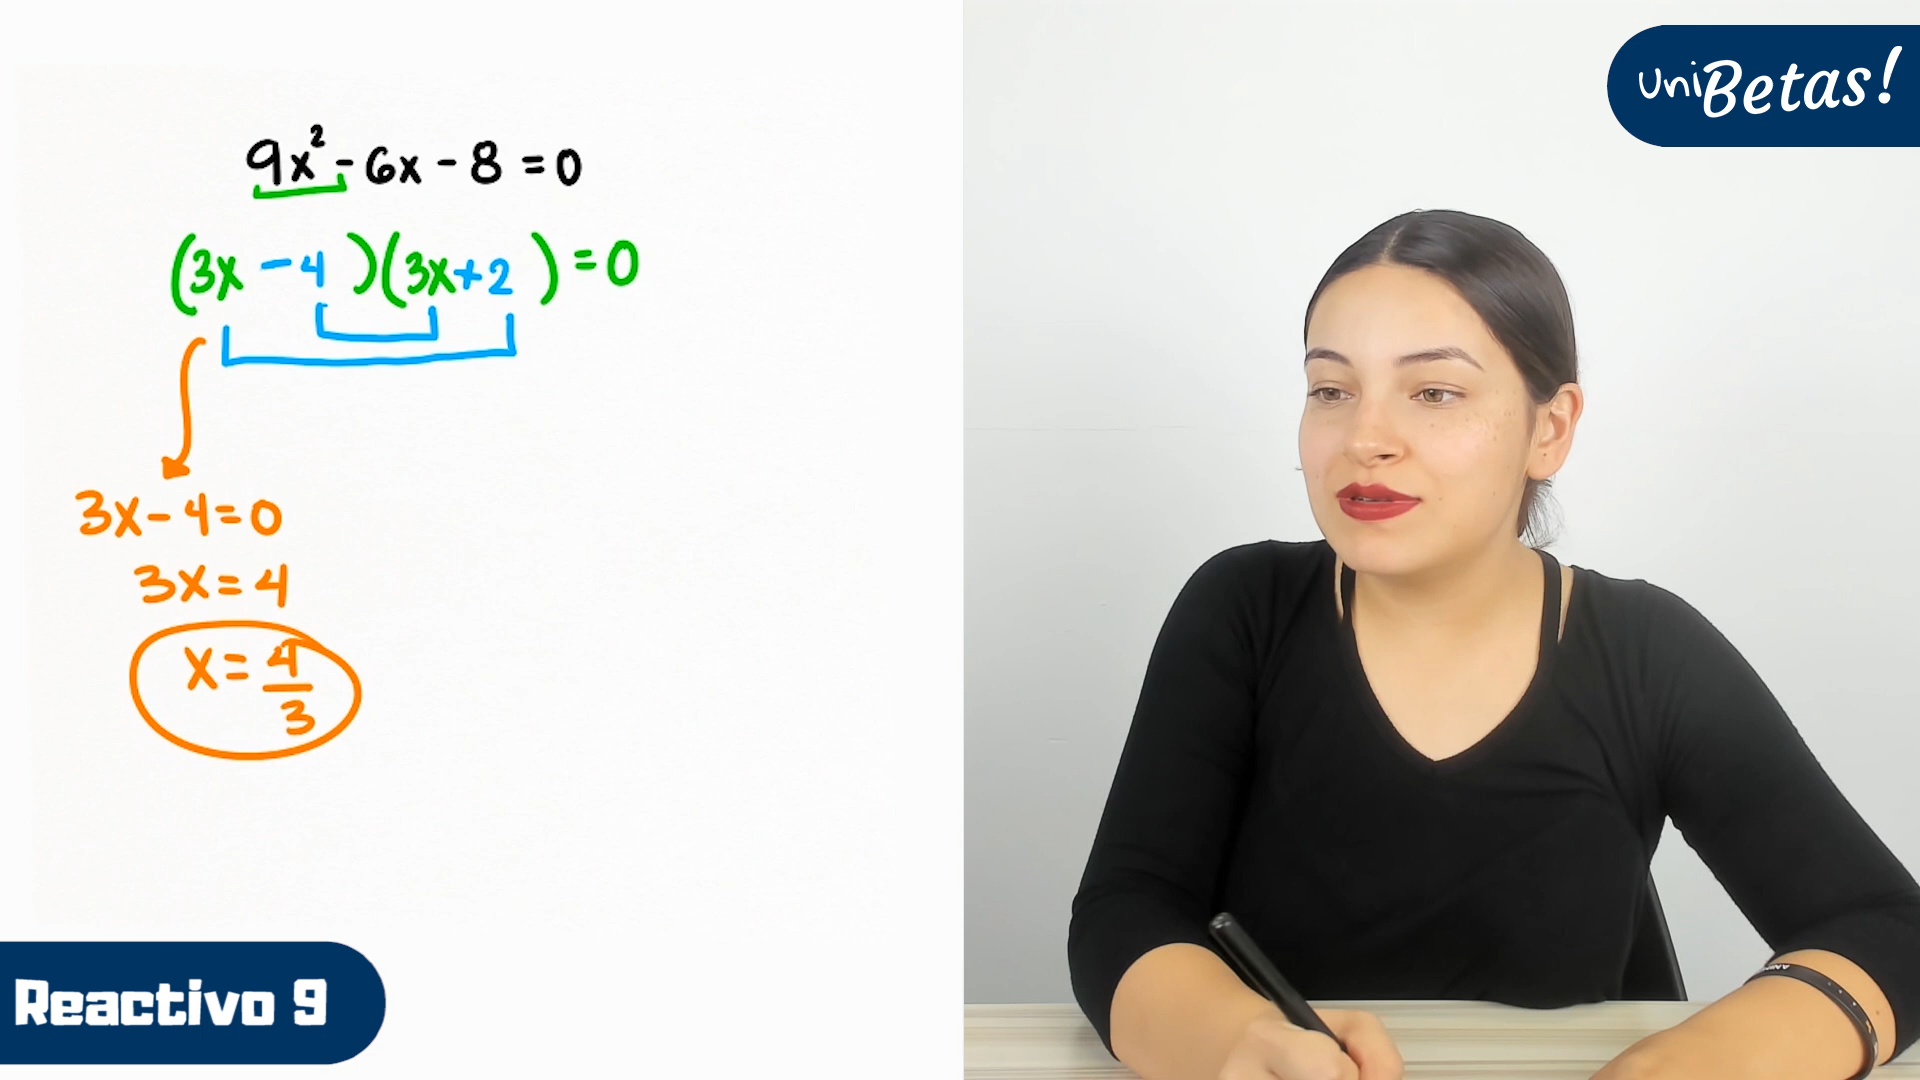 9x² - 6x - 8 = 0
(3x - 4)(3x + 2) = 0
3x - 4 = 0
3x = 4
x = 4/3
uniBetas!
Reactivo 9